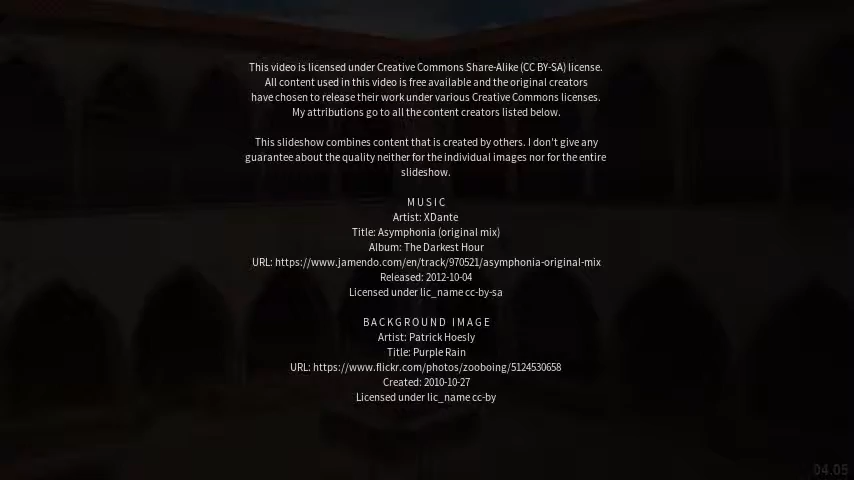 This video is licensed under Creative Commons Share-Alike (CC BY-SA) license.
All content used in this video is free available and the original creators
have chosen to release their work under various Creative Commons licenses.
My attributions go to all the content creators listed below.
This slideshow combines content that is created by others. I don't give any
guarantee about the quality neither for the individual images nor for the entire
slideshow.
MUSIC
Artist: XDante
Title: Asymphonia (original mix)
Album: The Darkest Hour
URL: https://www.jamendo.com/en/track/970521/asymphonia-original-mix
Released: 2012-10-04
Licensed under lic_name cc-by-sa
BACKGROUND IMAGE
Artist: Patrick Hoesly
Title: Purple Rain
URL: https://www.flickr.com/photos/zooboing/5124530658
Created: 2010-10-27
Licensed under lic_name cc-by
04.05